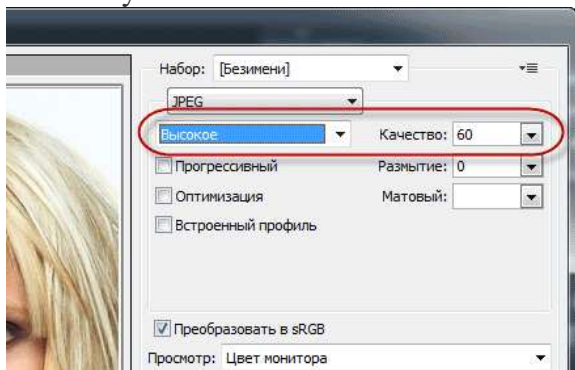 Набор: [Безимени]
JPEG
Высокое Качество: 60
Прогрессивный Размытие: 0
Оптимизация Матовый:
Встроенный профиль
Преобразовать в sRGB
Просмотр: Цвет монитора